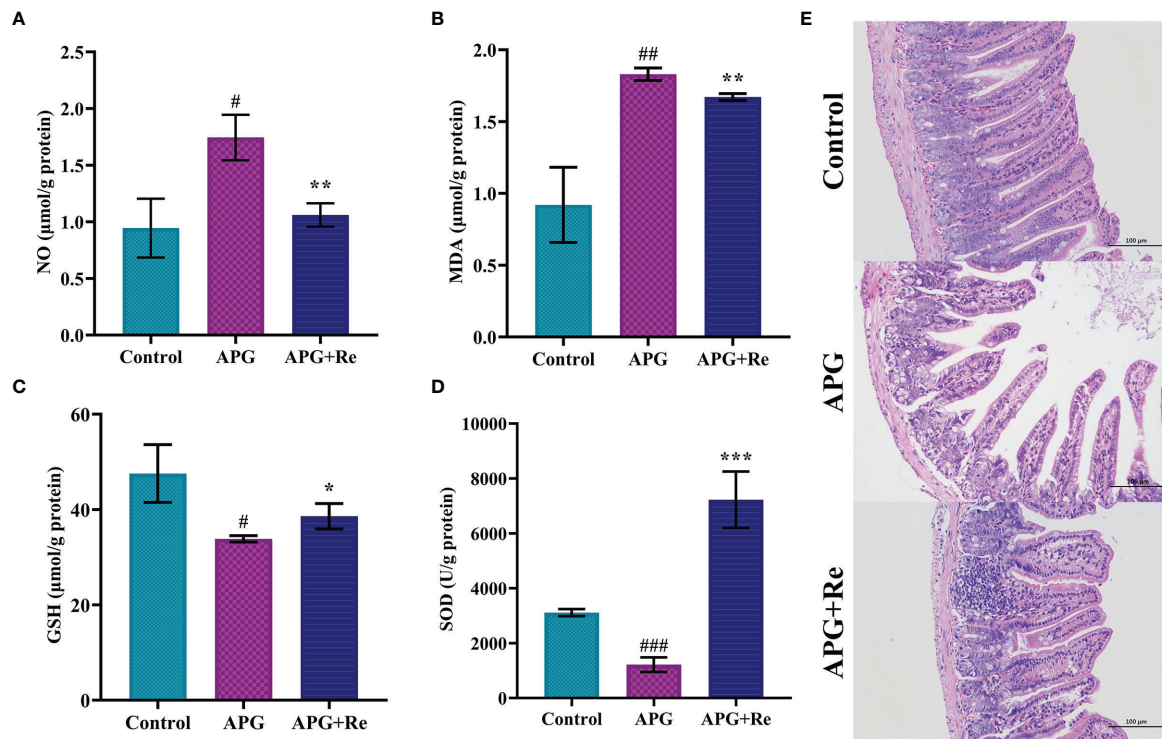 A
NO (μmol/g protein)
2.5
2.0
1.5
1.0
0.5
0.0
#
**
Control APG APG+Re
B
MDA (μmol/g protein)
2.0
1.5
1.0
0.5
0.0
##
**
Control APG APG+Re
C
GSH (μmol/g protein)
60
40
20
0
#
*
Control APG APG+Re
D
SOD (U/g protein)
10000
8000
6000
4000
2000
0
###
***
Control APG APG+Re
E
Control
100 μm
APG
100 μm
APG+Re
100 μm